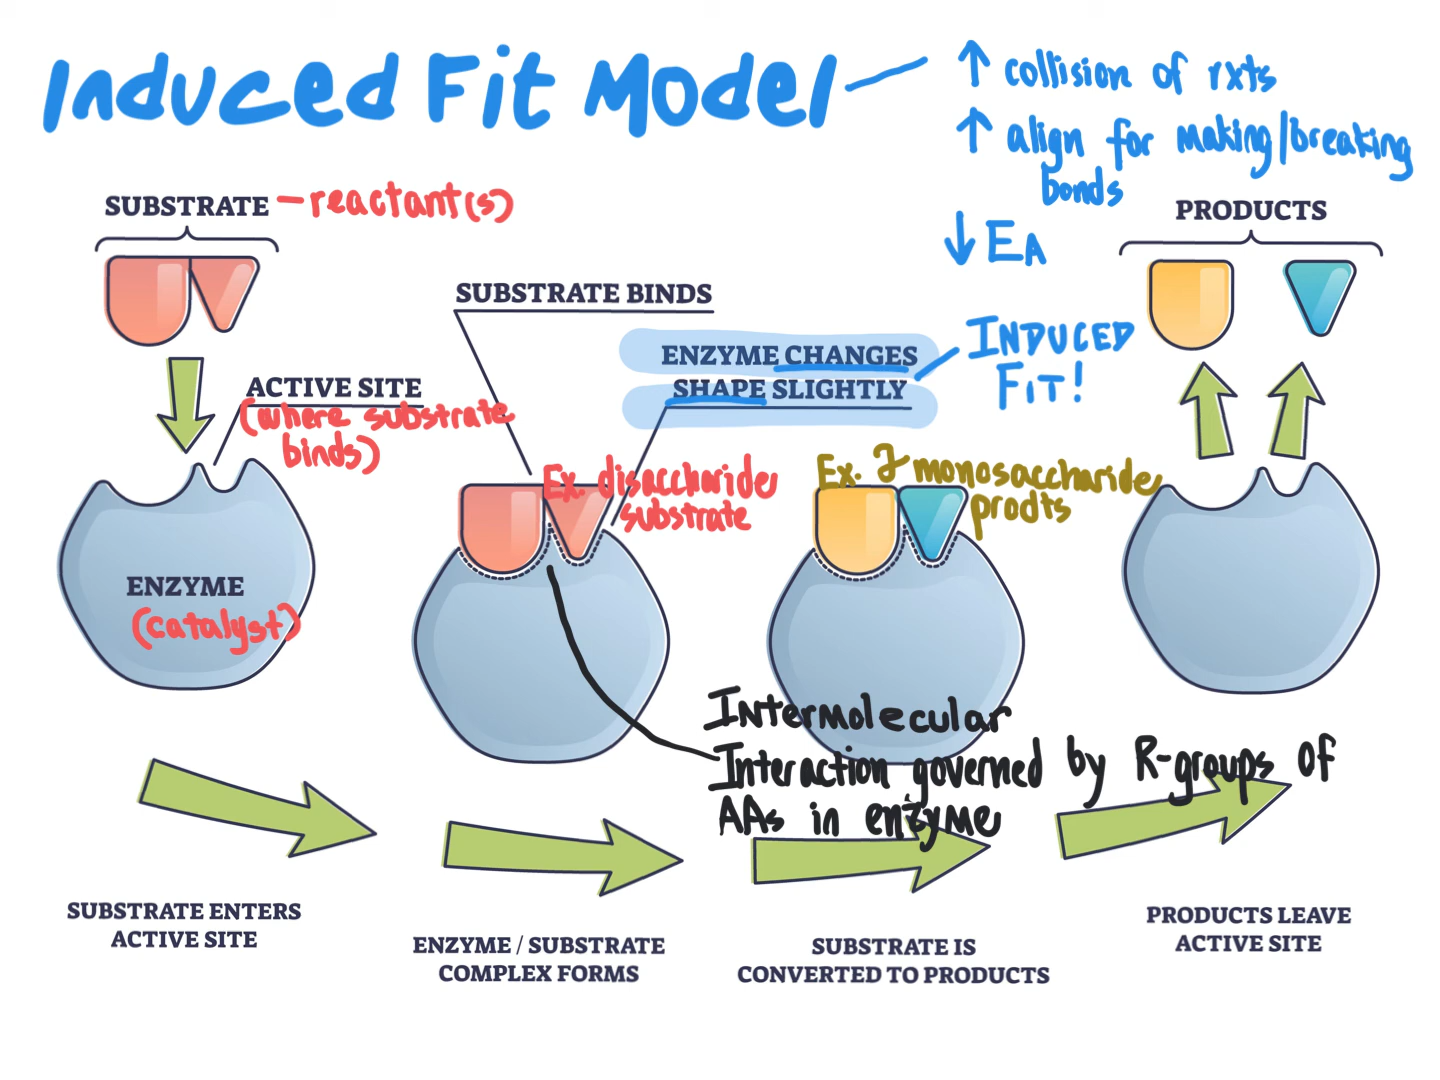 Induced Fit Model
↑ collision of rxts
↑ align for making/breaking
bonds
↓ EA
SUBSTRATE - reactant(s)
PRODUCTS
SUBSTRATE BINDS
ENZYME CHANGES
SHAPE SLIGHTLY
INDUCED
FIT!
ACTIVE SITE
(where substrate
binds)
Ex. disaccharide
substrate
Ex. 2 monosaccharide
prodts
ENZYME
(catalyst)
Intermolecular
Interaction governed by R-groups of
AAs in enzyme
SUBSTRATE ENTERS
ACTIVE SITE
ENZYME / SUBSTRATE
COMPLEX FORMS
SUBSTRATE IS
CONVERTED TO PRODUCTS
PRODUCTS LEAVE
ACTIVE SITE